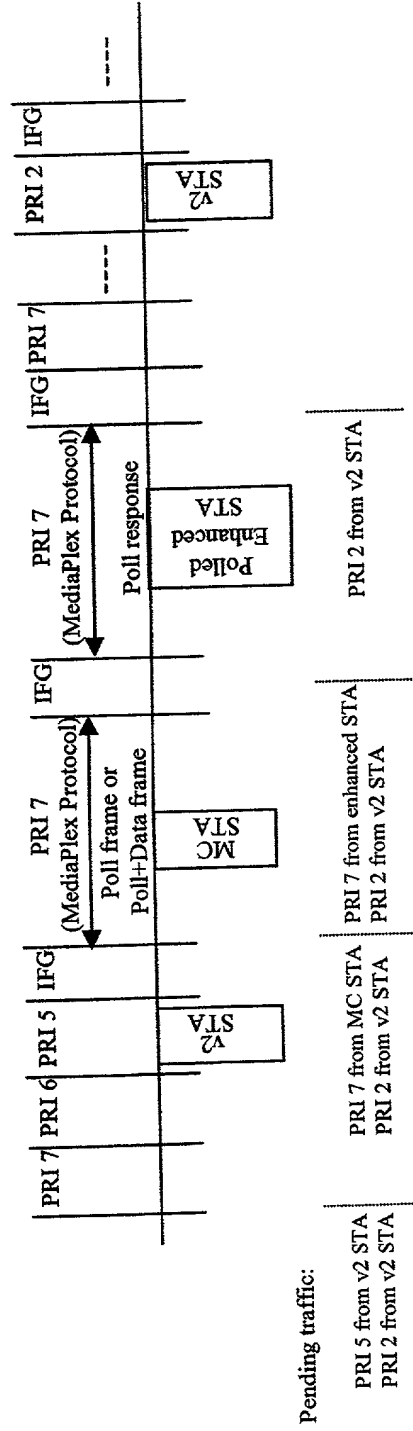 PRI 7
PRI 6
PRI 5
IFG
PRI 7
(MediaPlex Protocol)
IFG
PRI 7
(MediaPlex Protocol)
IFG
PRI 7
----
PRI 2
IFG
----
v2
STA
Poll frame or
Poll+Data frame
MC
STA
Poll response
Polled
Enhanced
STA
v2
STA
Pending traffic:
PRI 5 from v2 STA
PRI 2 from v2 STA
PRI 7 from MC STA
PRI 2 from v2 STA
PRI 7 from enhanced STA
PRI 2 from v2 STA
PRI 2 from v2 STA